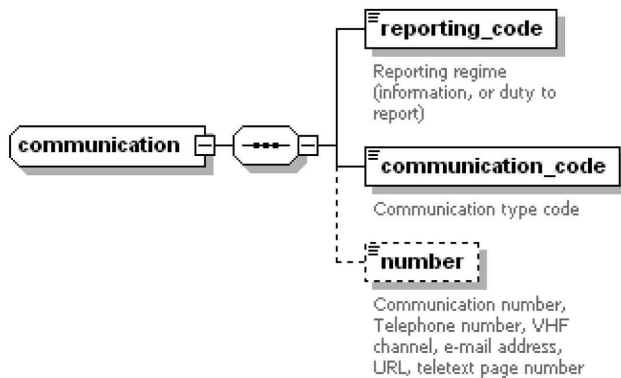 reporting_code
Reporting regime
(information, or duty to
report)
communication
communication_code
Communication type code
number
Communication number,
Telephone number, VHF
channel, e-mail address,
URL, teletext page number